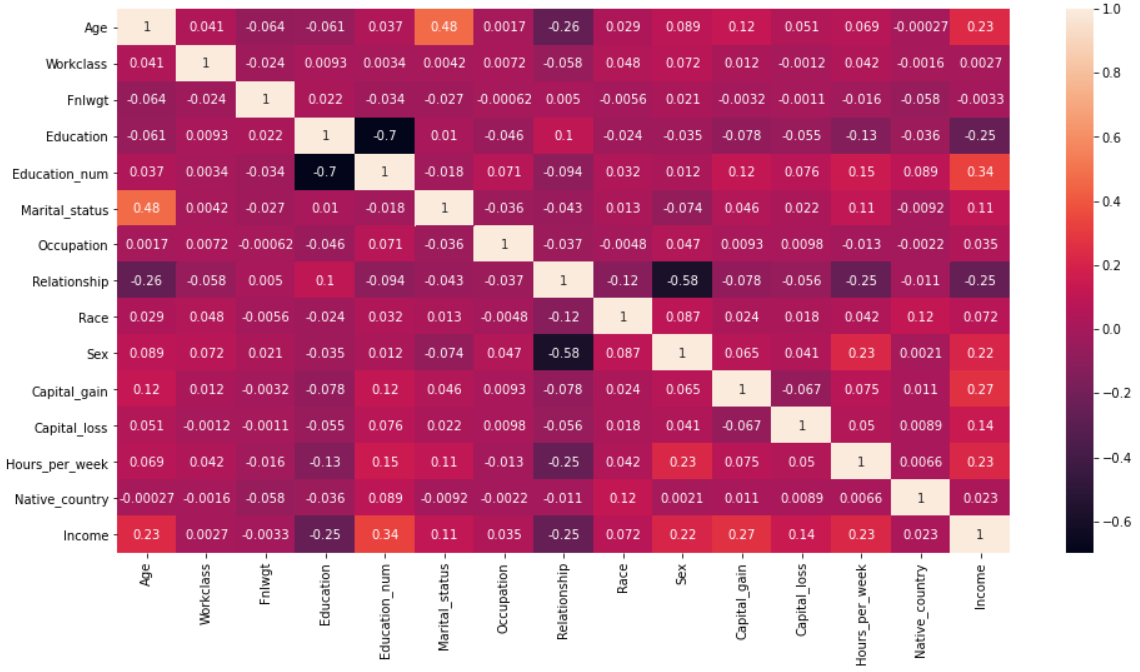 Age 1 0.041 -0.064 -0.061 0.037 0.48 0.0017 -0.26 0.029 0.089 0.12 0.051 0.069 -0.00027 0.23
Workclass 0.041 1 -0.024 0.0093 0.0034 0.0042 0.0072 -0.058 0.048 0.072 0.012 -0.0012 0.042 -0.0016 0.0027
Fnlwgt -0.064 -0.024 1 0.022 -0.034 -0.027 -0.00062 0.005 -0.0056 0.021 -0.0032 -0.0011 -0.016 -0.058 -0.0033
Education -0.061 0.0093 0.022 1 -0.7 0.01 -0.046 0.1 -0.024 -0.035 -0.078 -0.055 -0.13 -0.036 -0.25
Education_num 0.037 0.0034 -0.034 -0.7 1 -0.018 0.071 -0.094 0.032 0.012 0.12 0.076 0.15 0.089 0.34
Marital_status 0.48 0.0042 -0.027 0.01 -0.018 1 -0.036 -0.043 0.013 -0.074 0.046 0.022 0.11 -0.0092 0.11
Occupation 0.0017 0.0072 -0.00062 -0.046 0.071 -0.036 1 -0.037 -0.0048 0.047 0.0093 0.0098 -0.013 -0.0022 0.035
Relationship -0.26 -0.058 0.005 0.1 -0.094 -0.043 -0.037 1 -0.12 -0.58 -0.078 -0.056 -0.25 -0.011 -0.25
Race 0.029 0.048 -0.0056 -0.024 0.032 0.013 -0.0048 -0.12 1 0.087 0.024 0.018 0.042 0.12 0.072
Sex 0.089 0.072 0.021 -0.035 0.012 -0.074 0.047 -0.58 0.087 1 0.065 0.041 0.23 0.0021 0.22
Capital_gain 0.12 0.012 -0.0032 -0.078 0.12 0.046 0.0093 -0.078 0.024 0.065 1 -0.067 0.075 0.011 0.27
Capital_loss 0.051 -0.0012 -0.0011 -0.055 0.076 0.022 0.0098 -0.056 0.018 0.041 -0.067 1 0.05 0.0089 0.14
Hours_per_week 0.069 0.042 -0.016 -0.13 0.15 0.11 -0.013 -0.25 0.042 0.23 0.075 0.05 1 0.0066 0.23
Native_country -0.00027 -0.0016 -0.058 -0.036 0.089 -0.0092 -0.0022 -0.011 0.12 0.0021 0.011 0.0089 0.0066 1 0.023
Income 0.23 0.0027 -0.0033 -0.25 0.34 0.11 0.035 -0.25 0.072 0.22 0.27 0.14 0.23 0.023 1
Age
Workclass
Fnlwgt
Education
Education_num
Marital_status
Occupation
Relationship
Race
Sex
Capital_gain
Capital_loss
Hours_per_week
Native_country
Income
1.0
0.8
0.6
0.4
0.2
0.0
−0.2
−0.4
−0.6